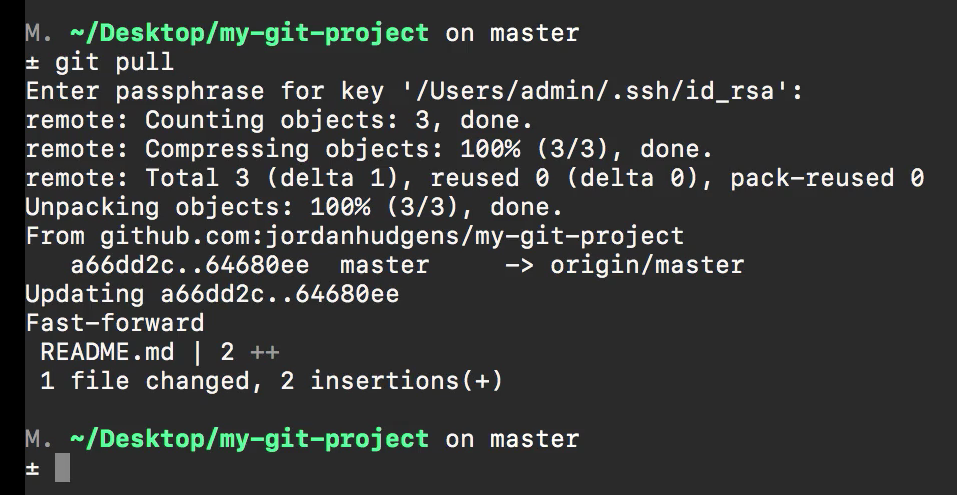 M. ~/Desktop/my-git-project on master
± git pull
Enter passphrase for key '/Users/admin/.ssh/id_rsa':
remote: Counting objects: 3, done.
remote: Compressing objects: 100% (3/3), done.
remote: Total 3 (delta 1), reused 0 (delta 0), pack-reused 0
Unpacking objects: 100% (3/3), done.
From github.com:jordanhudgens/my-git-project
   a66dd2c..64680ee  master     -> origin/master
Updating a66dd2c..64680ee
Fast-forward
 README.md | 2 ++
 1 file changed, 2 insertions(+)
M. ~/Desktop/my-git-project on master
±